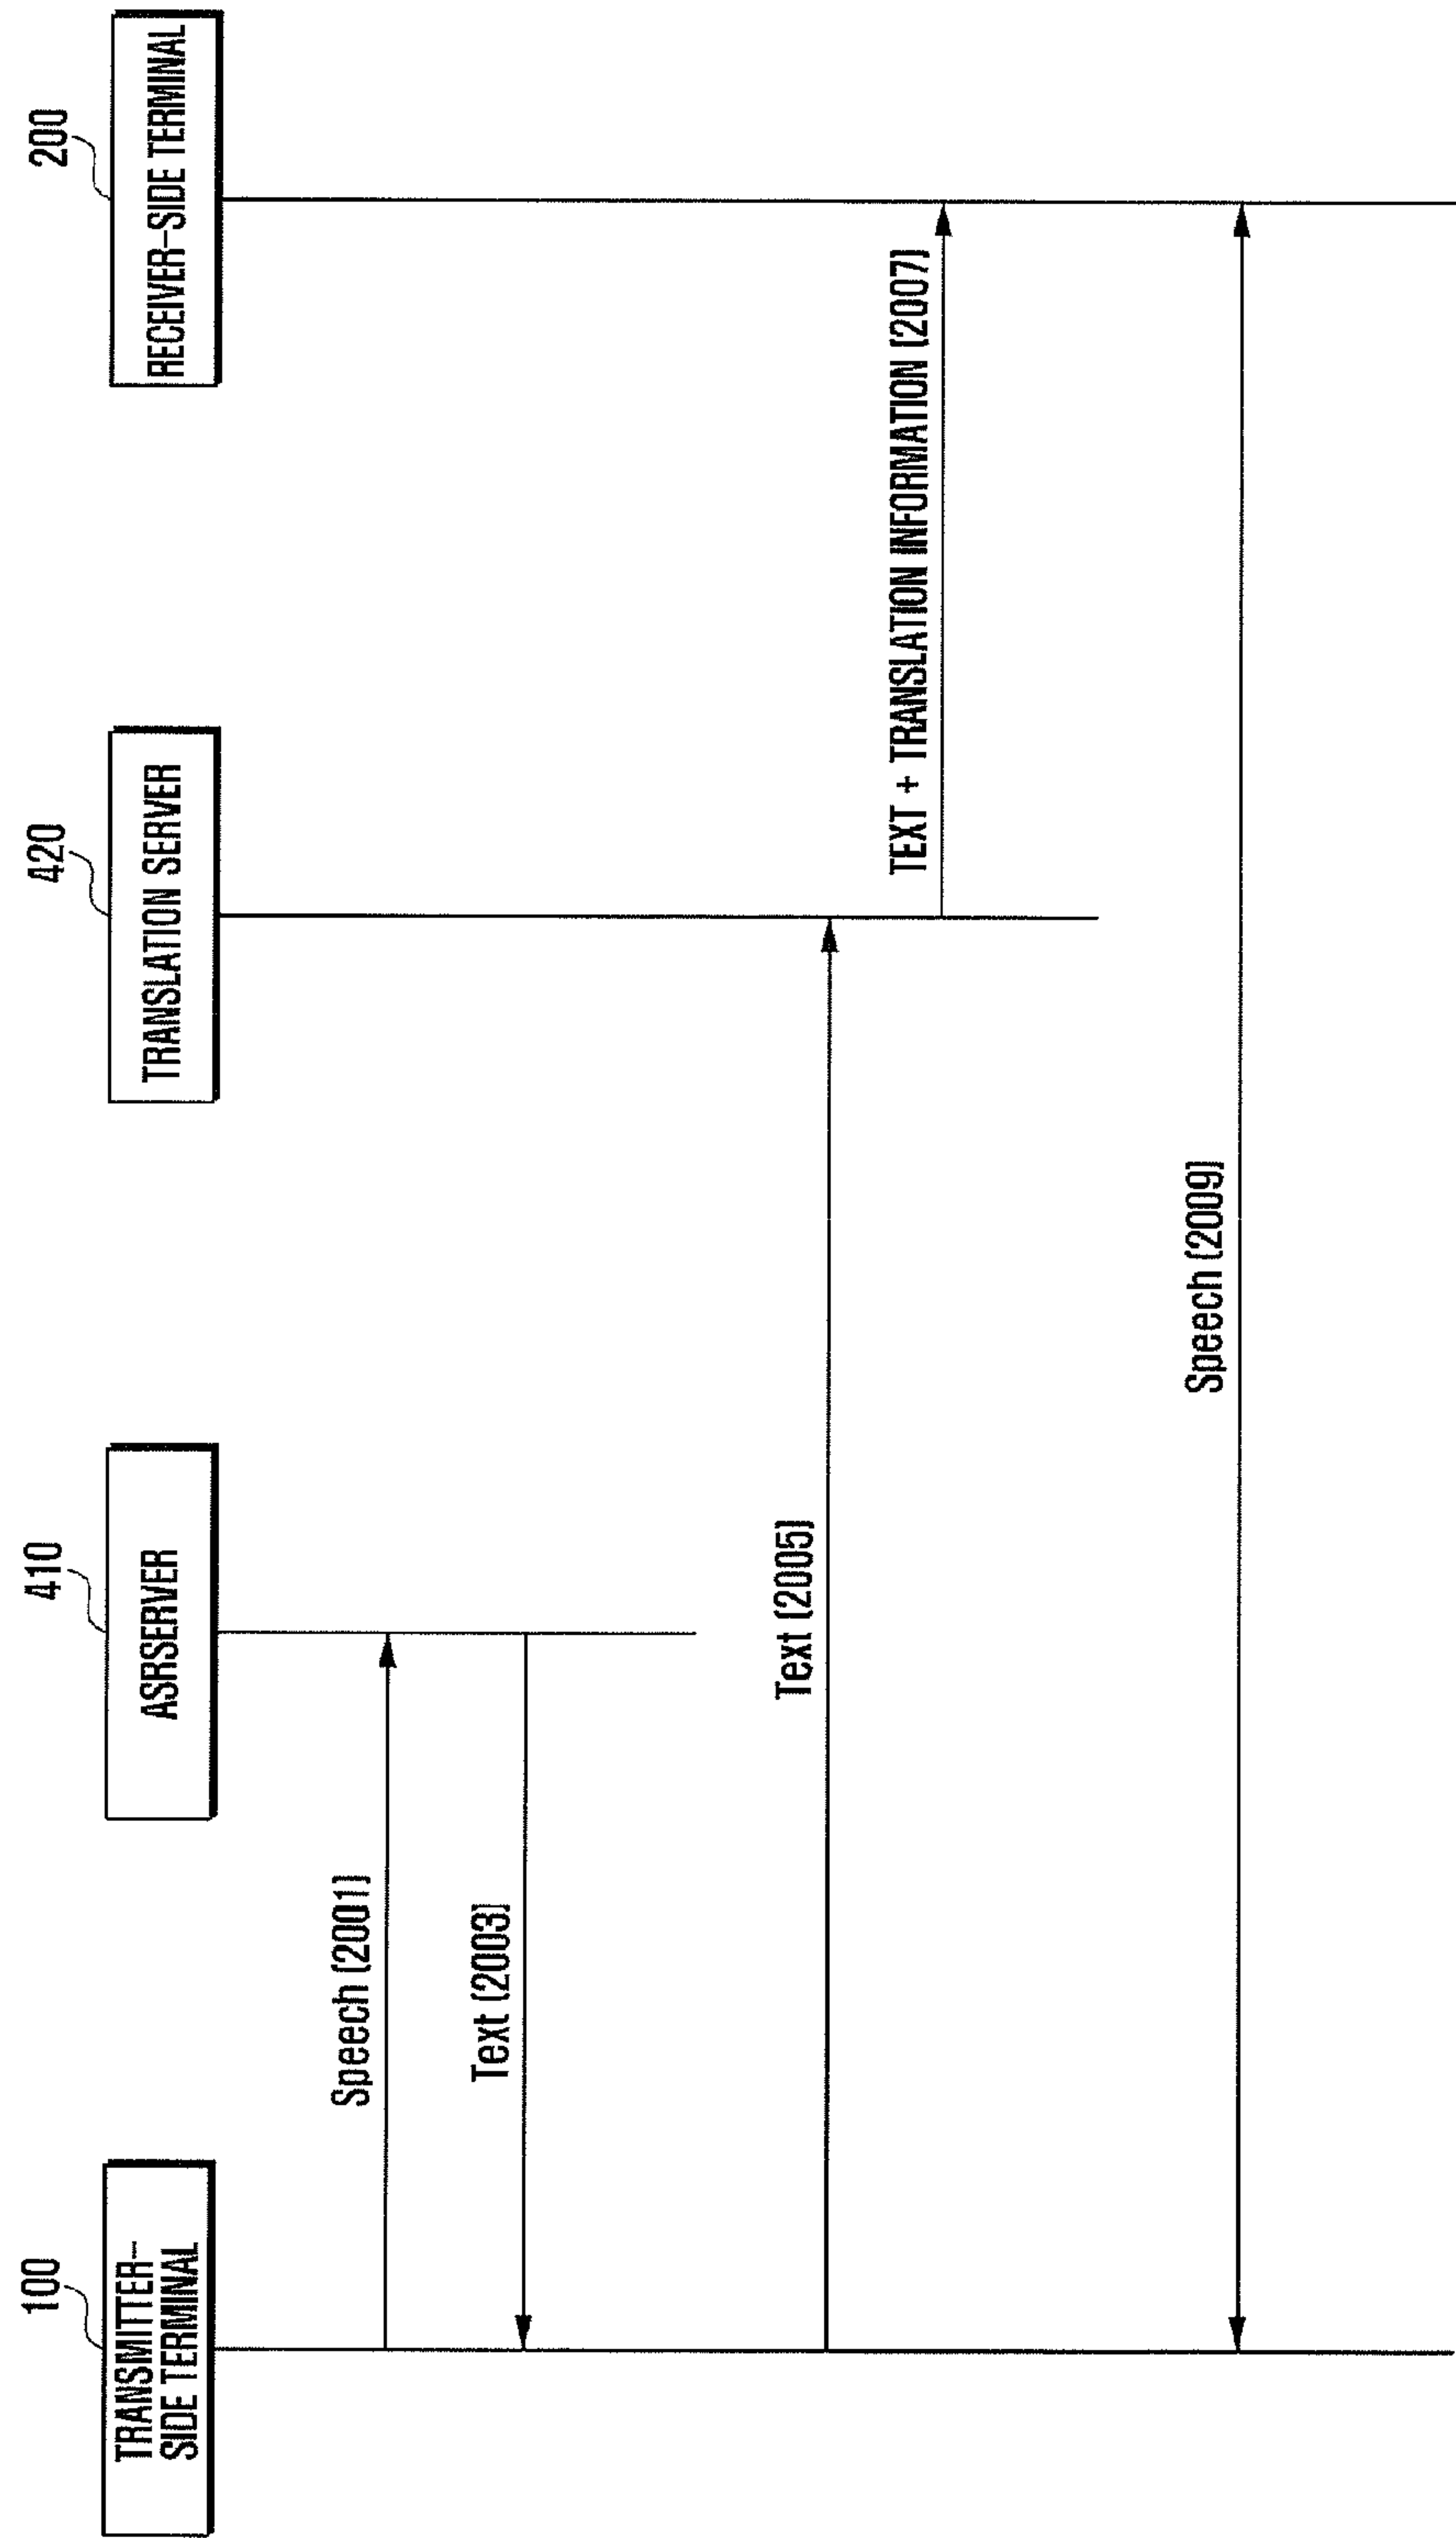 100
TRANSMITTER-
SIDE TERMINAL
410
ASRSERVER
420
TRANSLATION SERVER
200
RECEIVER-SIDE TERMINAL
Speech (2001)
Text (2003)
Text (2005)
TEXT + TRANSLATION INFORMATION (2007)
Speech (2009)